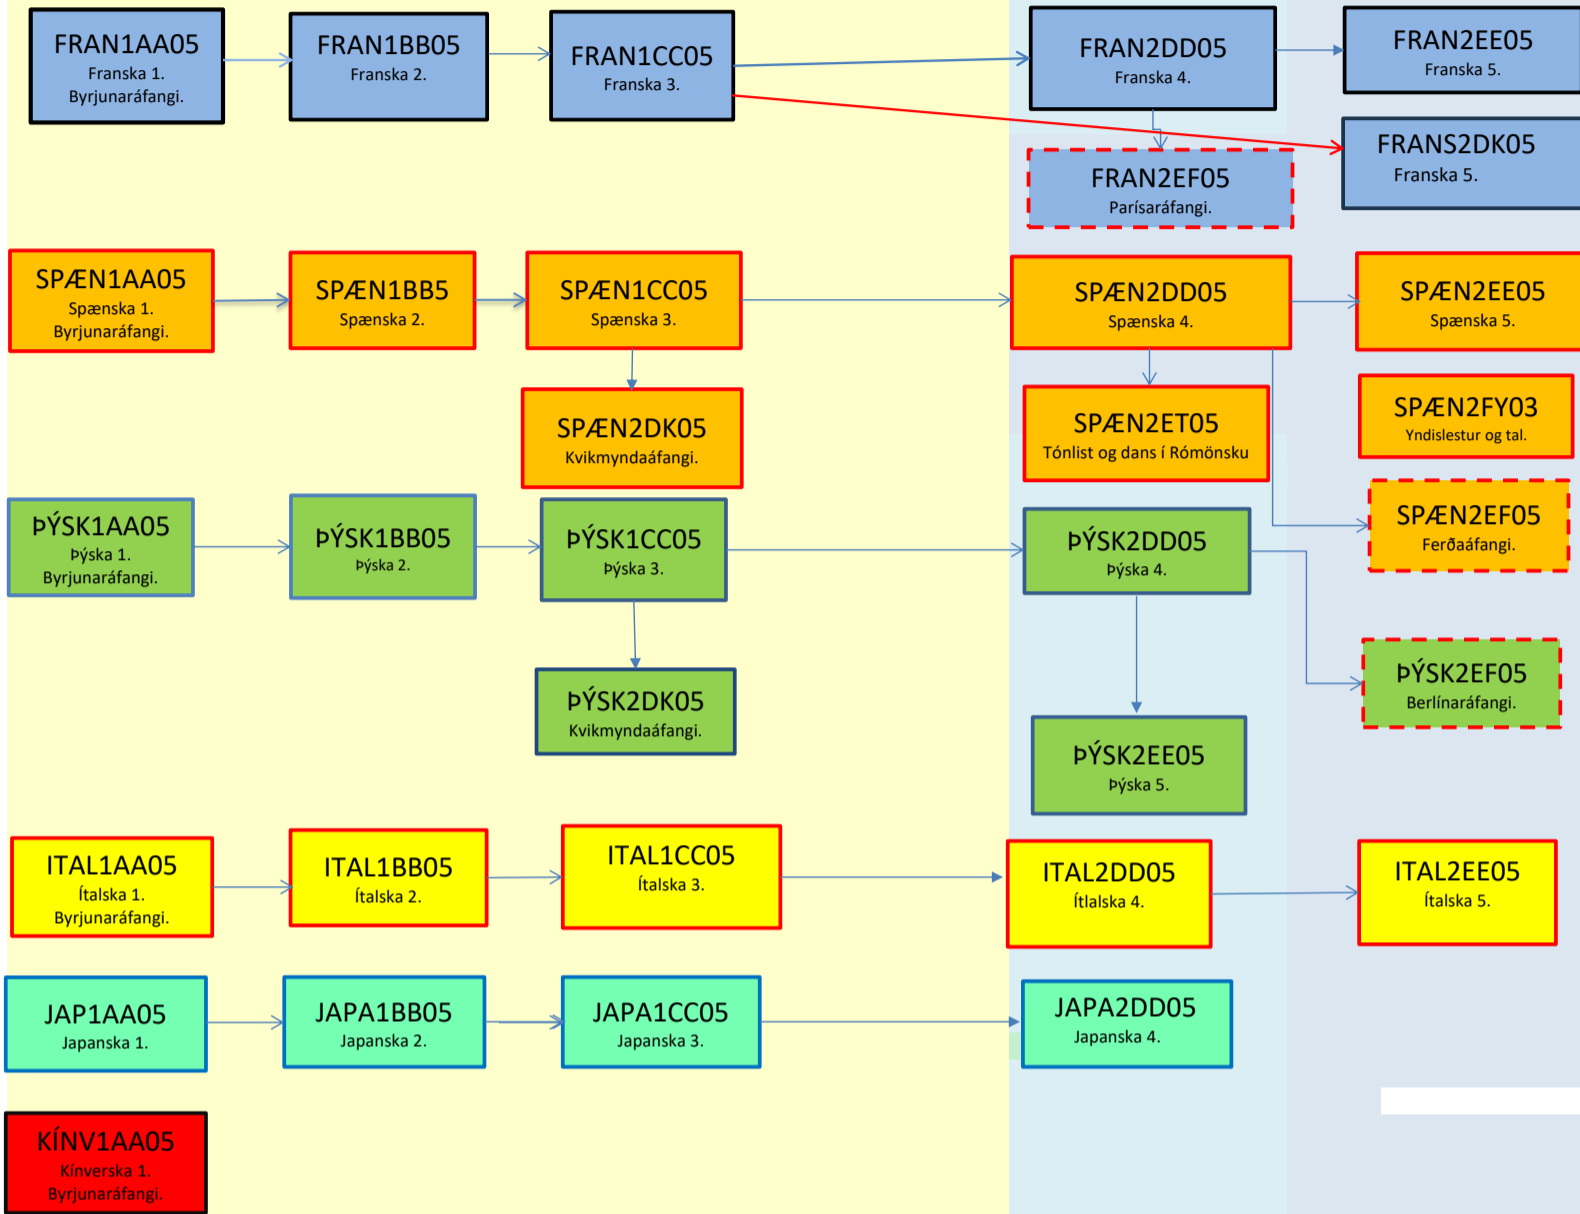 FRAN1AA05
Franska 1.
Byrjunaráfangi.
FRAN1BB05
Franska 2.
FRAN1CC05
Franska 3.
FRAN2DD05
Franska 4.
FRAN2EE05
Franska 5.
FRANS2DK05
Franska 5.
FRAN2EF05
Parísaráfangi.
SPÆN1AA05
Spænska 1.
Byrjunaráfangi.
SPÆN1BB5
Spænska 2.
SPÆN1CC05
Spænska 3.
SPÆN2DD05
Spænska 4.
SPÆN2EE05
Spænska 5.
SPÆN2DK05
Kvikmyndaáfangi.
SPÆN2ET05
Tónlist og dans í Rómönsku
SPÆN2FY03
Yndislestur og tal.
SPÆN2EF05
Ferðaáfangi.
ÞÝSK1AA05
Þýska 1.
Byrjunaráfangi.
ÞÝSK1BB05
Þýska 2.
ÞÝSK1CC05
Þýska 3.
ÞÝSK2DD05
Þýska 4.
ÞÝSK2EF05
Berlínaráfangi.
ÞÝSK2DK05
Kvikmyndaáfangi.
ÞÝSK2EE05
Þýska 5.
ITAL1AA05
Ítalska 1.
Byrjunaráfangi.
ITAL1BB05
Ítalska 2.
ITAL1CC05
Ítalska 3.
ITAL2DD05
Ítlalska 4.
ITAL2EE05
Ítalska 5.
JAP1AA05
Japanska 1.
JAPA1BB05
Japanska 2.
JAPA1CC05
Japanska 3.
JAPA2DD05
Japanska 4.
KÍNV1AA05
Kínverska 1.
Byrjunaráfangi.